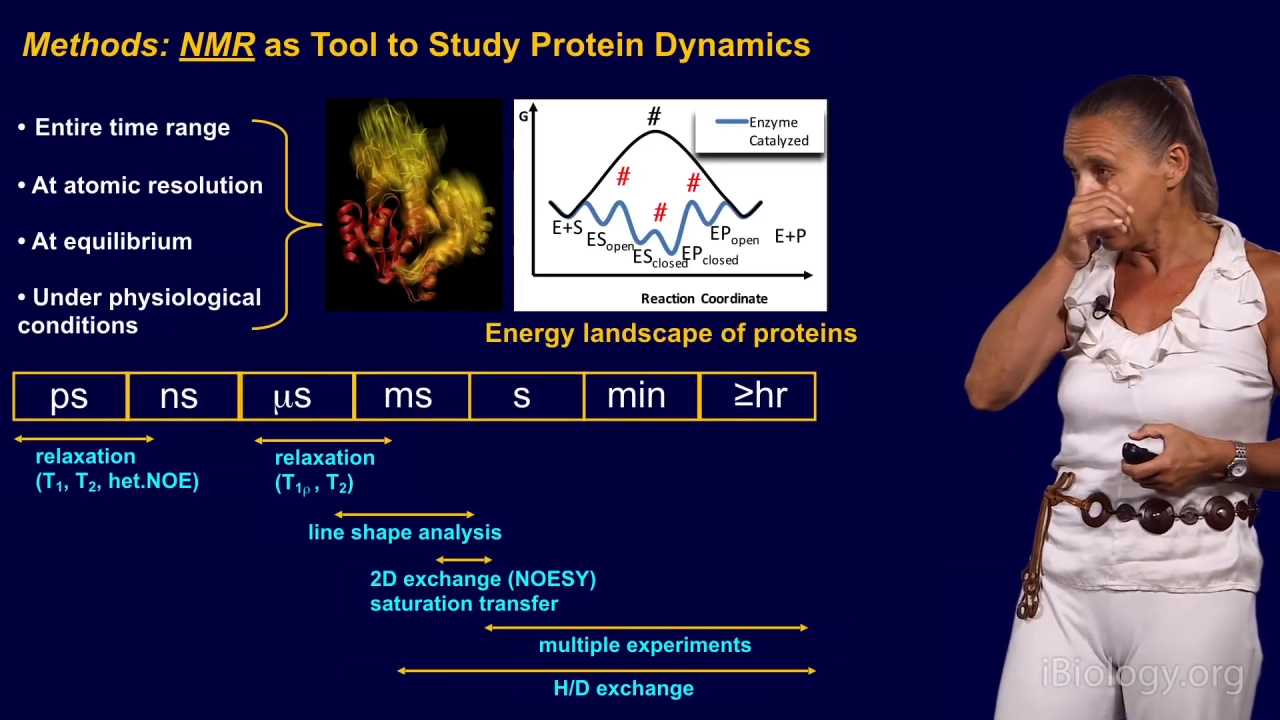 Methods: NMR as Tool to Study Protein Dynamics
• Entire time range
• At atomic resolution
• At equilibrium
• Under physiological
conditions
G
#
#
#
#
Enzyme
Catalyzed
E+S
ESopen
ESclosed
EPclosed
EPopen
E+P
Reaction Coordinate
Energy landscape of proteins
ps ns μs ms s min ≥hr
relaxation
(T1, T2, het.NOE)
relaxation
(T1ρ , T2)
line shape analysis
2D exchange (NOESY)
saturation transfer
multiple experiments
H/D exchange
iBiology.org